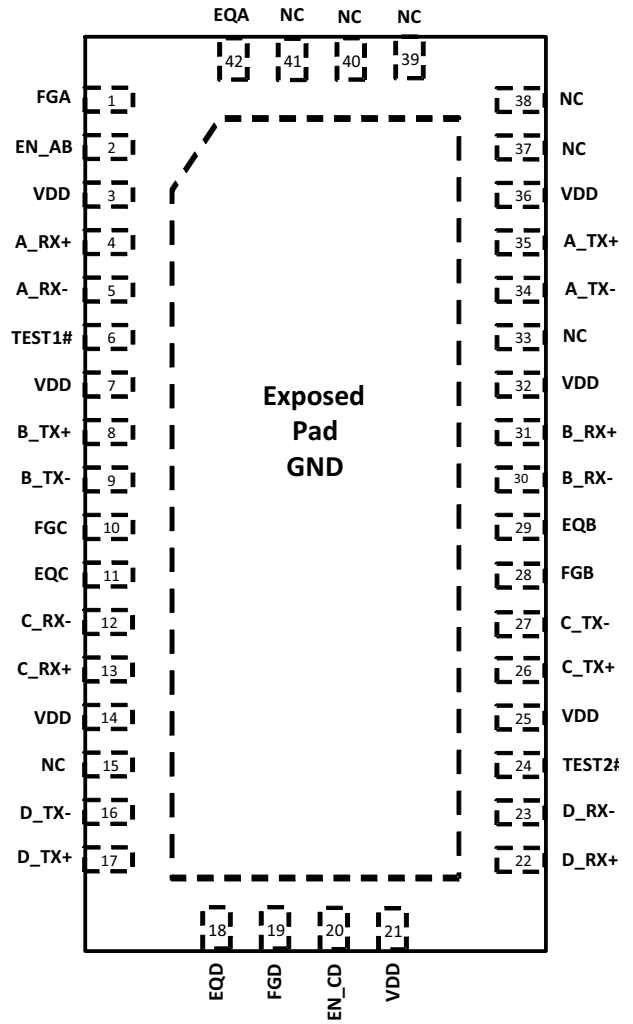 EQA NC NC NC
42 41 40 39
FGA 1 38 NC
EN_AB 2 37 NC
VDD 3 36 VDD
A_RX+ 4 35 A_TX+
A_RX- 5 34 A_TX-
TEST1# 6 33 NC
VDD 7 32 VDD
Exposed
Pad
GND
B_TX+ 8 31 B_RX+
B_TX- 9 30 B_RX-
FGC 10 29 EQB
EQC 11 28 FGB
C_RX- 12 27 C_TX-
C_RX+ 13 26 C_TX+
VDD 14 25 VDD
NC 15 24 TEST2#
D_TX- 16 23 D_RX-
D_TX+ 17 22 D_RX+
18 19 20 21
EQD FGD EN_CD VDD